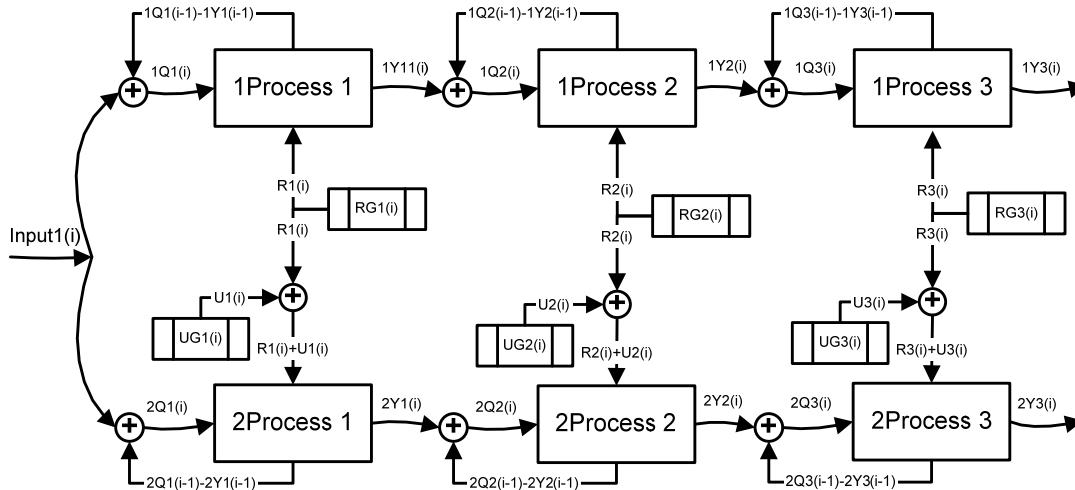 1Q1(i-1)-1Y1(i-1)
1Q2(i-1)-1Y2(i-1)
1Q3(i-1)-1Y3(i-1)
1Q1(i)
1Process 1
1Y11(i)
1Q2(i)
1Process 2
1Y2(i)
1Q3(i)
1Process 3
1Y3(i)
R1(i)
RG1(i)
R1(i)
R2(i)
RG2(i)
R2(i)
R3(i)
RG3(i)
R3(i)
Input1(i)
U1(i)
UG1(i)
R1(i)+U1(i)
U2(i)
UG2(i)
R2(i)+U2(i)
U3(i)
UG3(i)
R3(i)+U3(i)
2Q1(i)
2Process 1
2Y1(i)
2Q2(i)
2Process 2
2Y2(i)
2Q3(i)
2Process 3
2Y3(i)
2Q1(i-1)-2Y1(i-1)
2Q2(i-1)-2Y2(i-1)
2Q3(i-1)-2Y3(i-1)